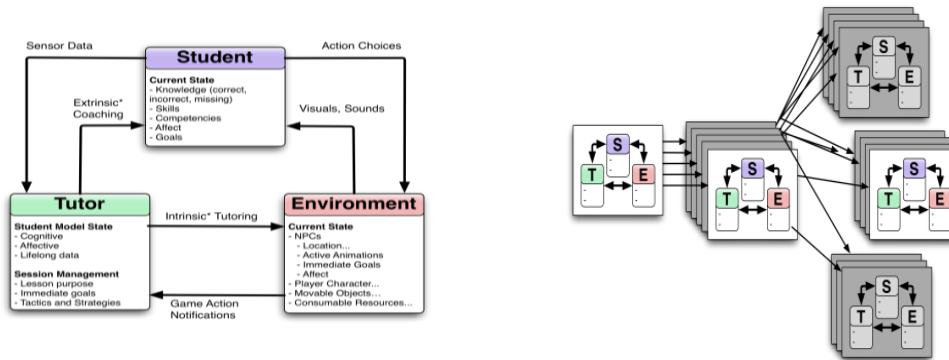 Sensor Data
Student
Action Choices
Current State
- Knowledge (correct,
incorrect, missing)
- Skills
- Competencies
- Affect
- Goals
Extrinsic*
Coaching
Visuals, Sounds
Tutor
Student Model State
- Cognitive
- Affective
- Lifelong data
Session Management
- Lesson purpose
- Immediate goals
- Tactics and Strategies
Intrinsic* Tutoring
Game Action
Notifications
Environment
Current State
- NPCs
- Location...
- Active Animations
- Immediate Goals
- Affect
- Player Character...
- Movable Objects...
- Consumable Resources...
S
T E
S
T E
S
T E
S
T E
S
T E